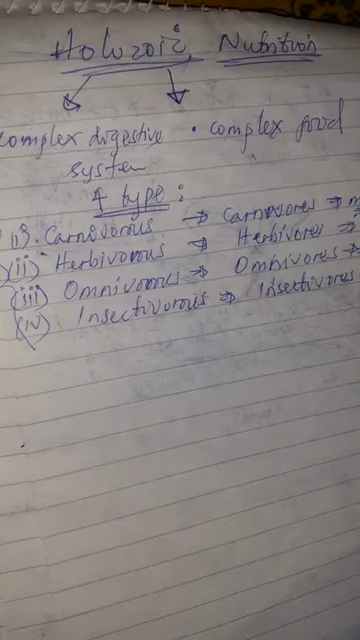 Holozoic Nutrition
complex digestive • complex food
system
4 type :
(i). Carnivorous → Carnivores ⇒
(ii) Herbivorous ⇒ Herbivores ⇒
(iii) Omnivorous ⇒ Omnivores ⇒
(iv) Insectivorous ⇒ Insectivores